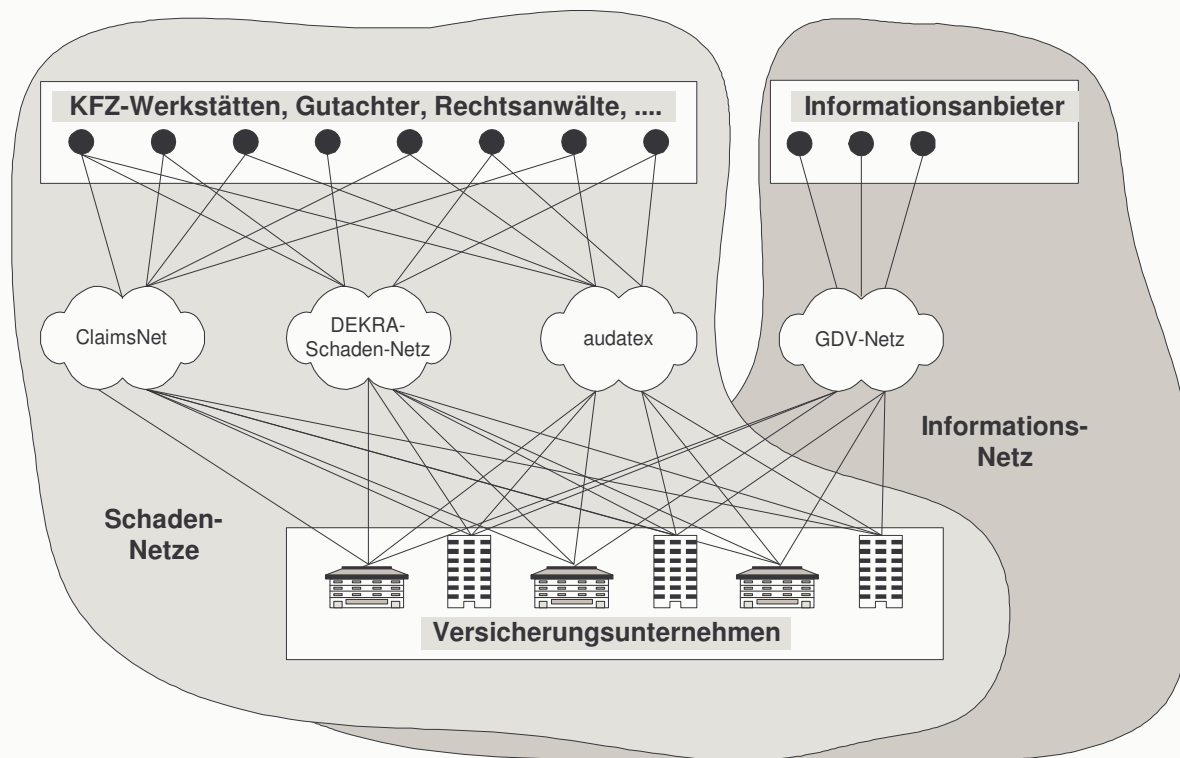 KFZ-Werkstätten, Gutachter, Rechtsanwälte, ....
Informationsanbieter
ClaimsNet
DEKRA-
Schaden-Netz
audatex
GDV-Netz
Informations-
Netz
Schaden-
Netze
Versicherungsunternehmen